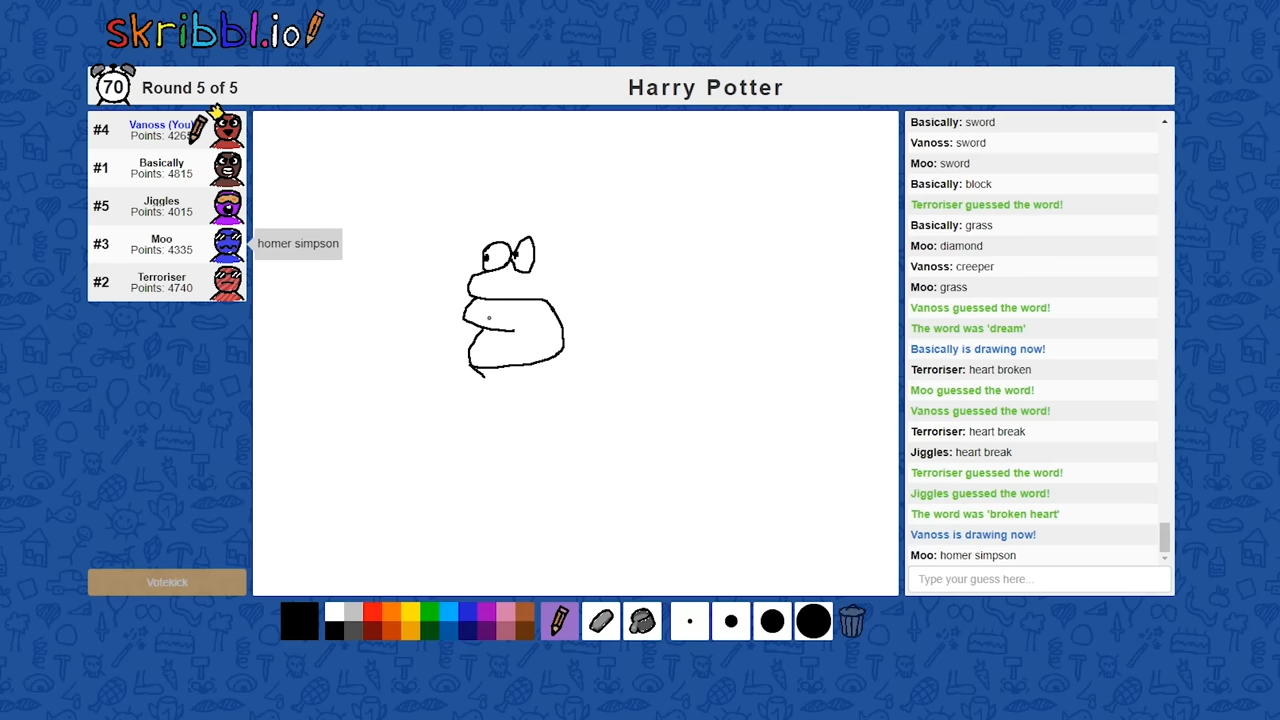 skribbl.io
70
Round 5 of 5
Harry Potter
#4
Vanoss (You)
Points: 4265
#1
Basically
Points: 4815
#5
Jiggles
Points: 4015
#3
Moo
Points: 4335
homer simpson
#2
Terroriser
Points: 4740
Votekick
Basically: sword
Vanoss: sword
Moo: sword
Basically: block
Terroriser guessed the word!
Basically: grass
Moo: diamond
Vanoss: creeper
Moo: grass
Vanoss guessed the word!
The word was 'dream'
Basically is drawing now!
Terroriser: heart broken
Moo guessed the word!
Vanoss guessed the word!
Terroriser: heart break
Jiggles: heart break
Terroriser guessed the word!
Jiggles guessed the word!
The word was 'broken heart'
Vanoss is drawing now!
Moo: homer simpson
Type your guess here...